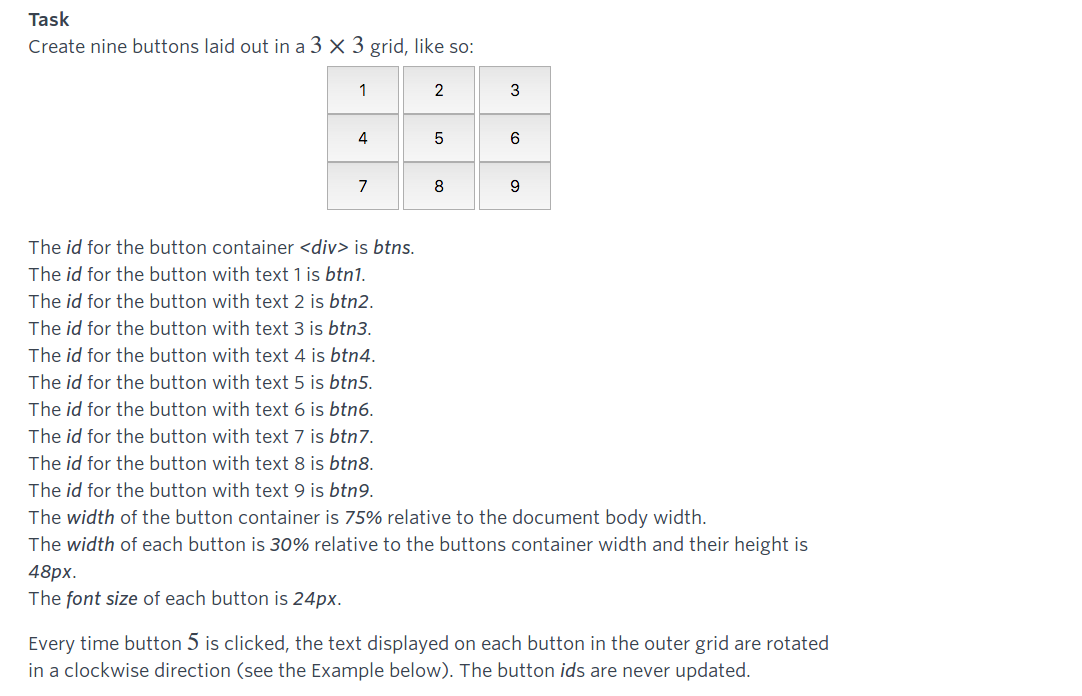 Task
Create nine buttons laid out in a 3 × 3 grid, like so:
1 2 3
4 5 6
7 8 9
The id for the button container <div> is btns.
The id for the button with text 1 is btn1.
The id for the button with text 2 is btn2.
The id for the button with text 3 is btn3.
The id for the button with text 4 is btn4.
The id for the button with text 5 is btn5.
The id for the button with text 6 is btn6.
The id for the button with text 7 is btn7.
The id for the button with text 8 is btn8.
The id for the button with text 9 is btn9.
The width of the button container is 75% relative to the document body width.
The width of each button is 30% relative to the buttons container width and their height is
48px.
The font size of each button is 24px.
Every time button 5 is clicked, the text displayed on each button in the outer grid are rotated
in a clockwise direction (see the Example below). The button ids are never updated.